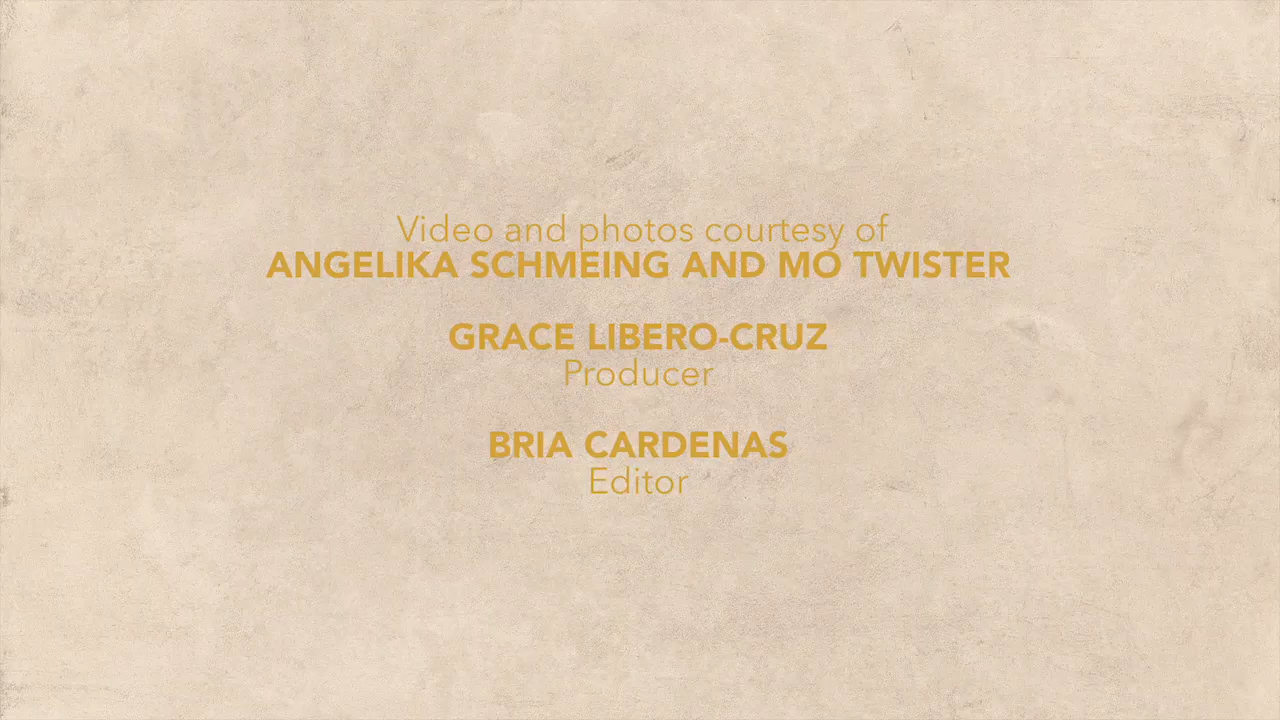 Video and photos courtesy of
ANGELIKA SCHMEING AND MO TWISTER
GRACE LIBERO-CRUZ
Producer
BRIA CARDENAS
Editor